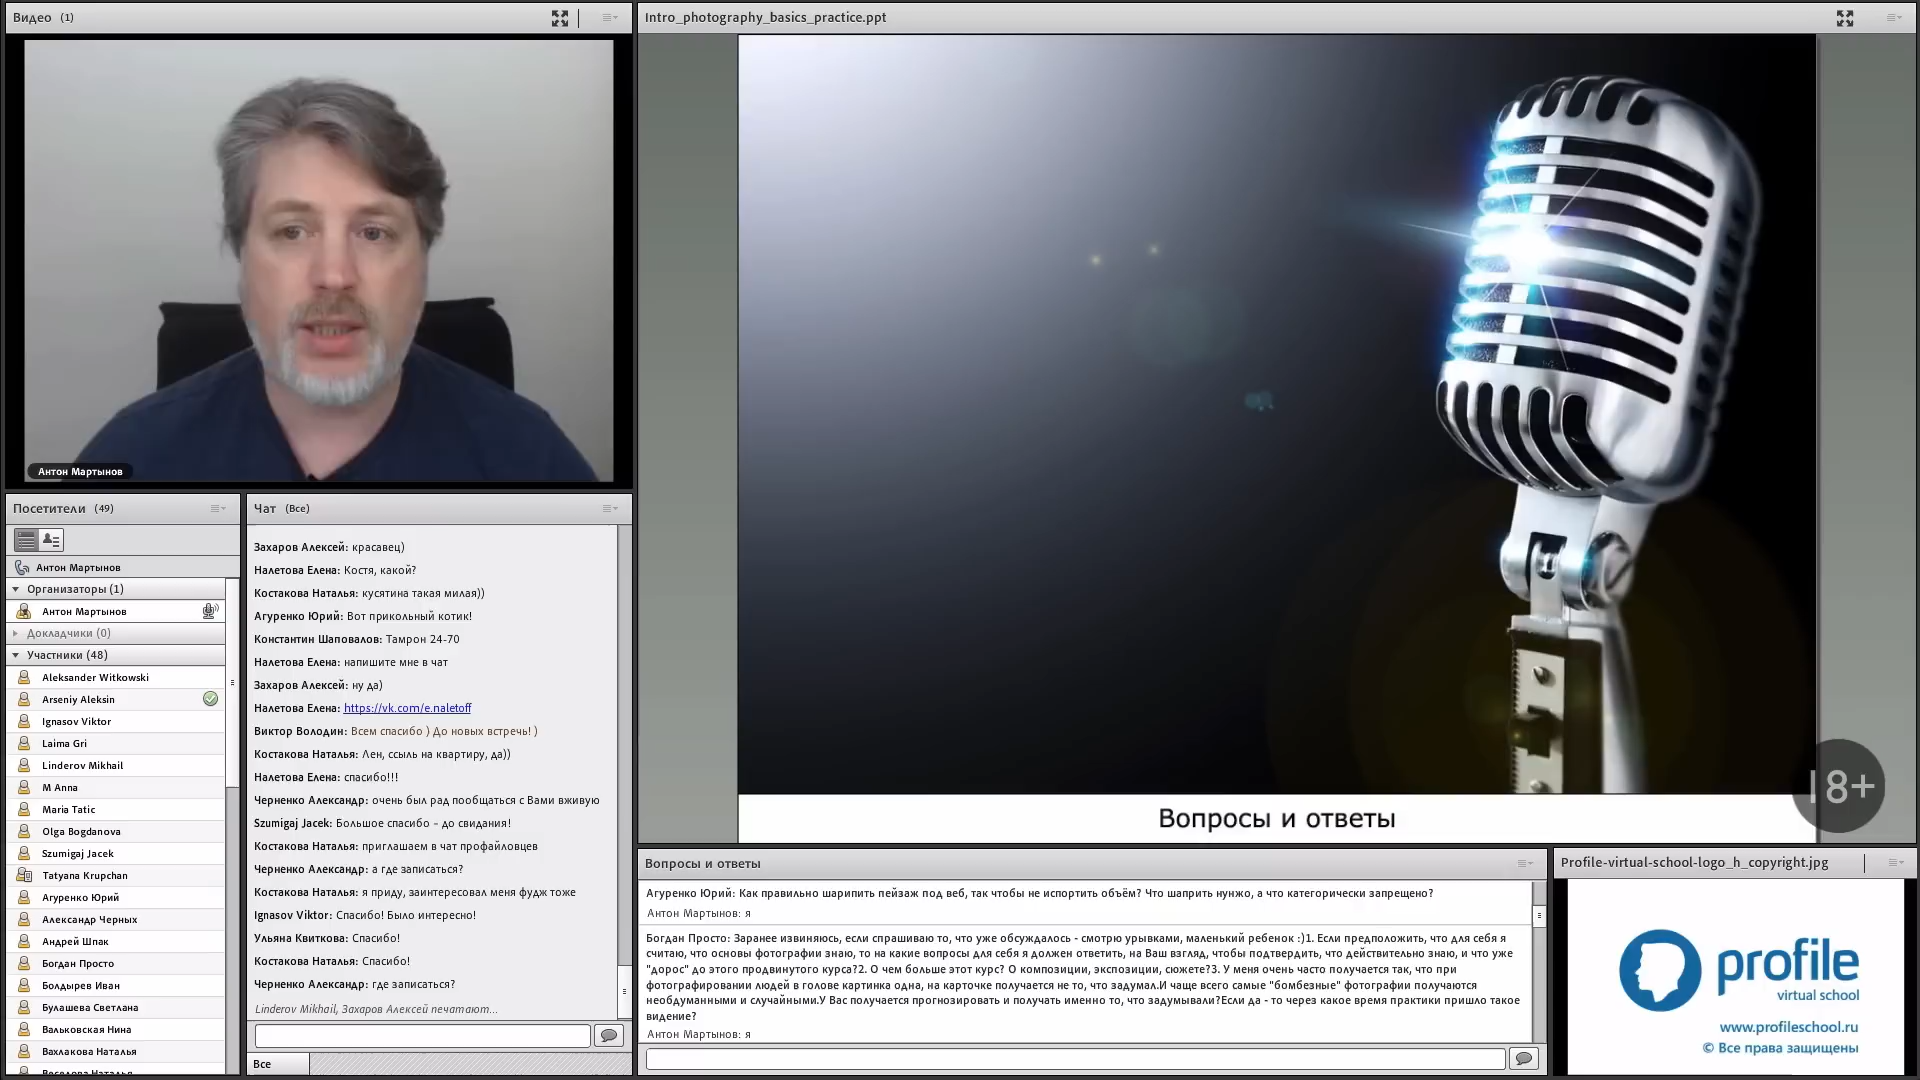 Видео (1)
Антон Мартынов
Intro_photography_basics_practice.ppt
18+
Вопросы и ответы
Посетители (49)
Антон Мартынов
Организаторы (1)
Антон Мартынов
Докладчики (0)
Участники (48)
Aleksander Witkowski
Arseniy Aleksin
Ignasov Viktor
Laima Gri
Linderov Mikhail
M Anna
Maria Tatic
Olga Bogdanova
Szumigaj Jacek
Tatyana Krupchan
Агуренко Юрий
Александр Черных
Андрей Шпак
Богдан Просто
Болдырев Иван
Булашева Светлана
Вальковская Нина
Вахлакова Наталья
Чат (Все)
Захаров Алексей: красавец)
Налетова Елена: Костя, какой?
Костакова Наталья: кусятина такая милая))
Агуренко Юрий: Вот прикольный котик!
Константин Шаповалов: Тамрон 24-70
Налетова Елена: напишите мне в чат
Захаров Алексей: ну да)
Налетова Елена: https://vk.com/e.naletoff
Виктор Володин: Всем спасибо ) До новых встречь! )
Костакова Наталья: Лен, ссыль на квартиру, да))
Налетова Елена: спасибо!!!
Черненко Александр: очень был рад пообщаться с Вами вживую
Szumigaj Jacek: Большое спасибо - до свидания!
Костакова Наталья: приглашаем в чат профайловцев
Черненко Александр: а где записаться?
Костакова Наталья: я приду, заинтересовал меня фудж тоже
Ignasov Viktor: Спасибо! Было интересно!
Ульяна Квиткова: Спасибо!
Костакова Наталья: Спасибо!
Черненко Александр: где записаться?
Linderov Mikhail, Захаров Алексей печатают...
Все
Вопросы и ответы
Агуренко Юрий: Как правильно шарипить пейзаж под веб, так чтобы не испортить объём? Что шаприть нунжо, а что категорически запрещено?
Антон Мартынов: я
Богдан Просто: Заранее извиняюсь, если спрашиваю то, что уже обсуждалось - смотрю урывками, маленький ребенок :)1. Если предположить, что для себя я
считаю, что основы фотографии знаю, то на какие вопросы для себя я должен ответить, на Ваш взгляд, чтобы подтвердить, что действительно знаю, и что уже
"дорос" до этого продвинутого курса?2. О чем больше этот курс? О композиции, экспозиции, сюжете?3. У меня очень часто получается так, что при
фотографировании людей в голове картинка одна, на карточке получается не то, что задумал.И чаще всего самые "бомбезные" фотографии получаются
необдуманными и случайными.У Вас получается прогнозировать и получать именно то, что задумывали?Если да - то через какое время практики пришло такое
видение?
Антон Мартынов: я
Profile-virtual-school-logo_h_copyright.jpg
profile
virtual school
www.profileschool.ru
© Все права защищены